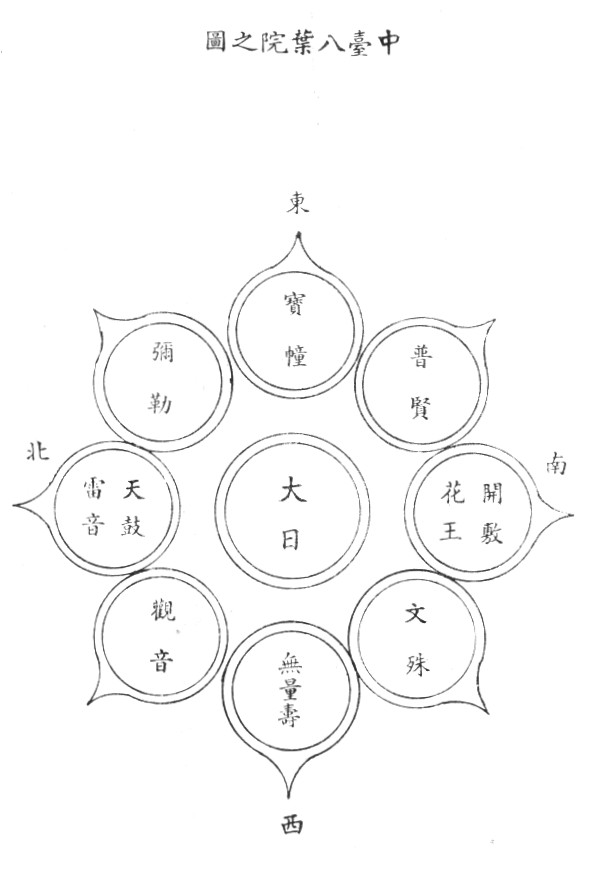 中臺八葉院之圖
東
寶幢
彌勒
普賢
北
南
天鼓
雷音
大日
開敷
花王
觀音
文殊
無量壽
西